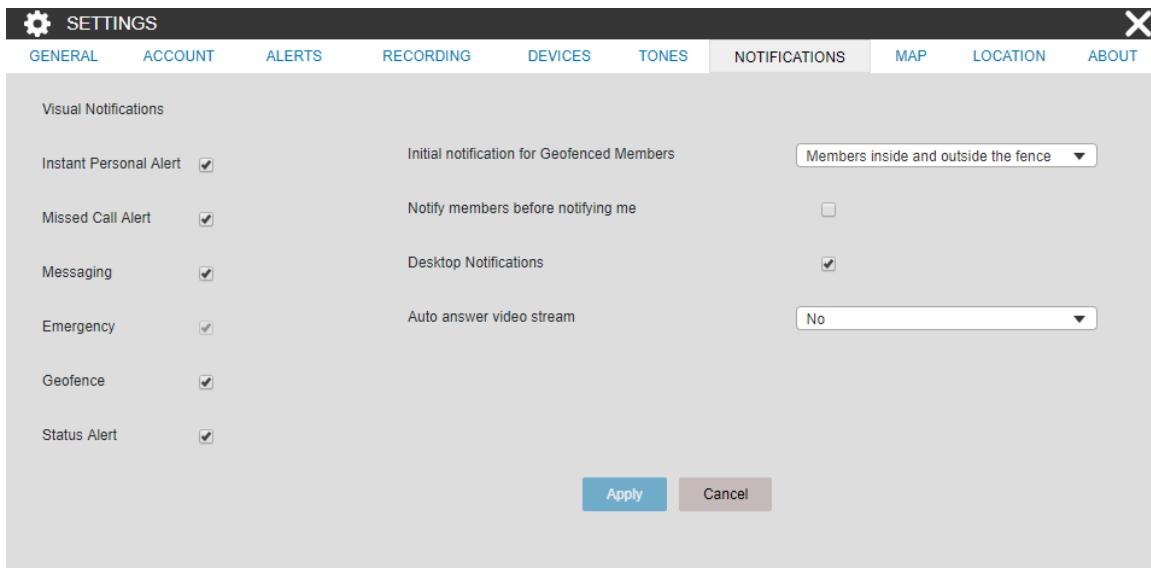 SETTINGS
GENERAL ACCOUNT ALERTS RECORDING DEVICES TONES NOTIFICATIONS MAP LOCATION ABOUT
Visual Notifications
Instant Personal Alert
Missed Call Alert
Messaging
Emergency
Geofence
Status Alert
Initial notification for Geofenced Members Members inside and outside the fence
Notify members before notifying me
Desktop Notifications
Auto answer video stream No
Apply Cancel